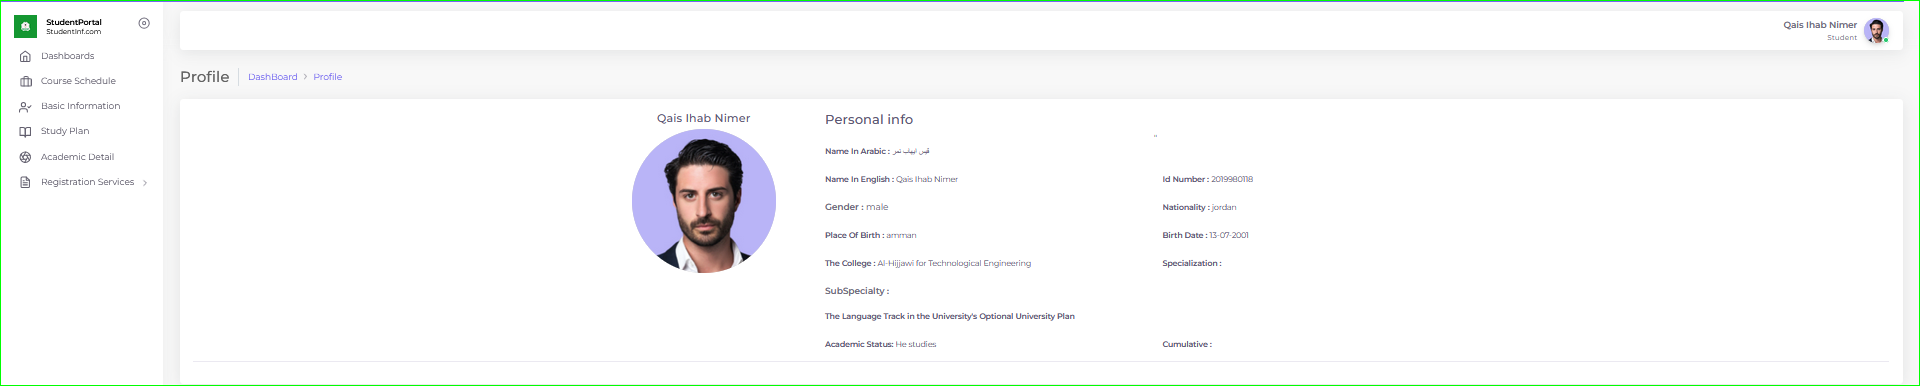 StudentPortal
StudentInf.com
Dashboards
Course Schedule
Basic Information
Study Plan
Academic Detail
Registration Services
Qais Ihab Nimer
Student
Profile
DashBoard > Profile
Qais Ihab Nimer
Personal info
"
Name In Arabic : قيس ايهاب نمر
Name In English : Qais Ihab Nimer
Id Number : 2019980118
Gender : male
Nationality : jordan
Place Of Birth : amman
Birth Date : 13-07-2001
The College : Al-Hijjawi for Technological Engineering
Specialization :
SubSpecialty :
The Language Track in the University's Optional University Plan
Academic Status: He studies
Cumulative :